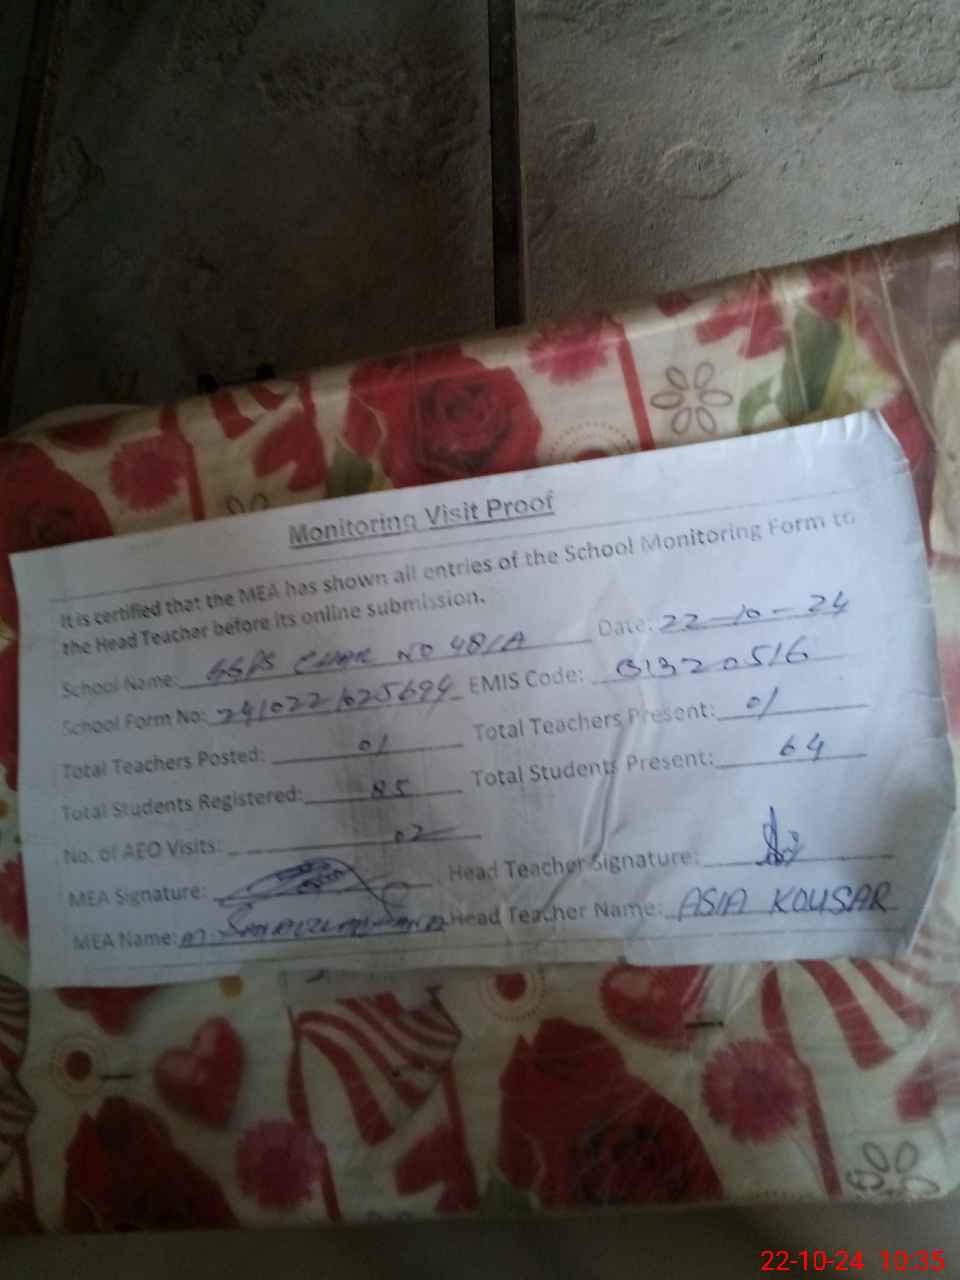 Monitoring Visit Proof
It is certified that the MEA has shown all entries of the School Monitoring Form to
the Head Teacher before its online submission.
School Name: GGPS CHAK NO 48/A Date: 22-10-24
School Form No: 241022 EMIS Code: 31320516
Total Teachers Posted: 01 Total Teachers Present: 01
Total Students Registered: 85 Total Students Present: 64
No. of AEO Visits: 02
MEA Signature: Head Teacher Signature:
MEA Name: M. Head Teacher Name: ASIA KOUSAR
22-10-24 10:35